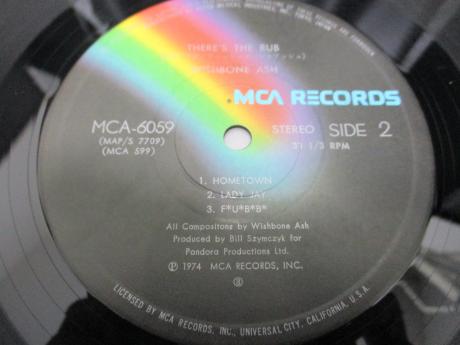 THERE'S THE RUB
WISHBONE ASH
MCA RECORDS
MCA-6059
(MAP/S 7709)
(MCA 599)
STEREO SIDE 2
33 1/3 RPM
1. HOMETOWN
2. LADY JAY
3. F*U*B*B*
All Compositons by Wishbone Ash
Produced by Bill Szymczyk for
Pandora Productions Ltd.
Ⓟ © 1974 MCA RECORDS, INC.
LICENSED BY MCA RECORDS, INC., UNIVERSAL CITY, CALIFORNIA, U.S.A.